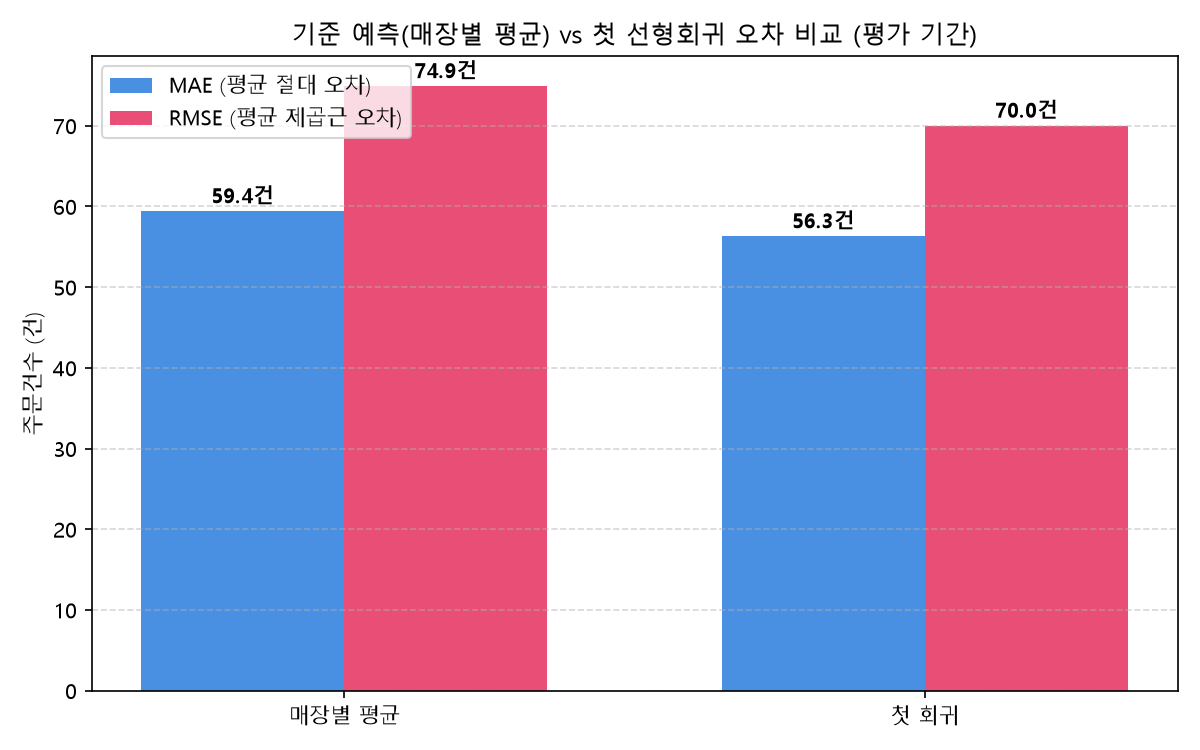 기준 예측(매장별 평균) vs 첫 선형회귀 오차 비교 (평가 기간)
MAE (평균 절대 오차)
RMSE (평균 제곱근 오차)
74.9건
70.0건
59.4건
56.3건
주문건수 (건)
70
60
50
40
30
20
10
0
매장별 평균
첫 회귀